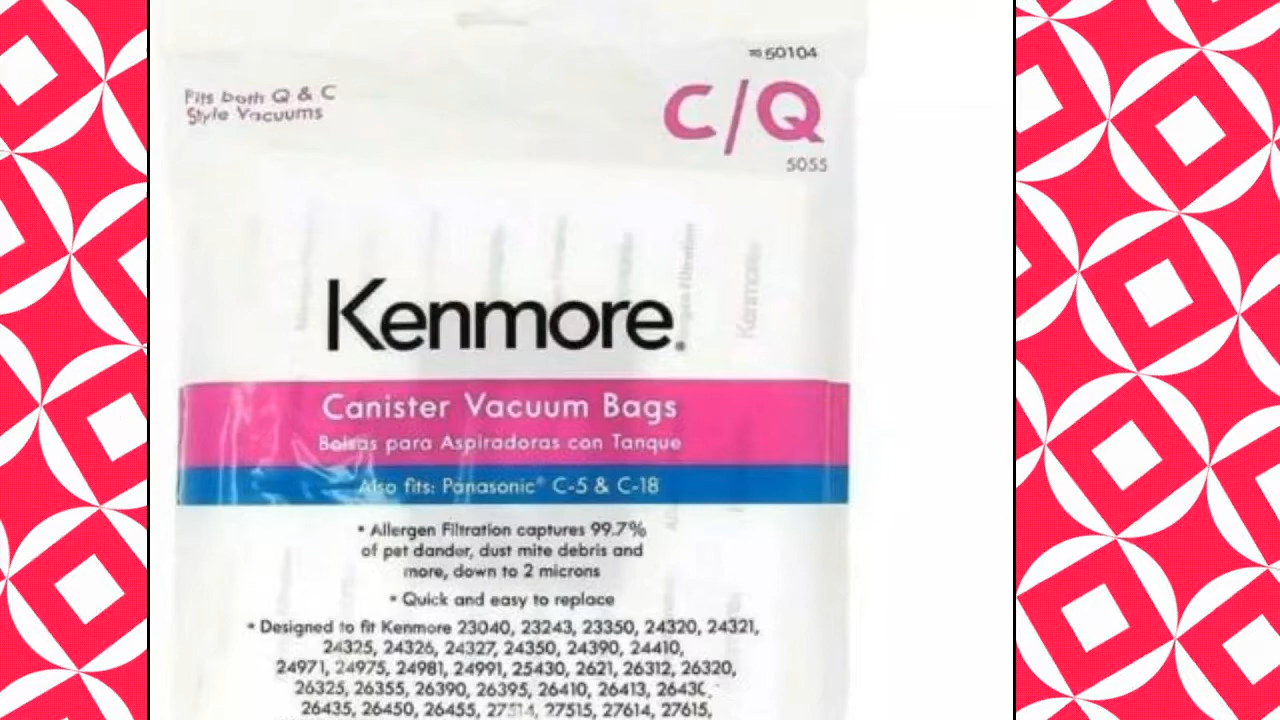 60104
Fits both Q & C
Style Vacuums
C/Q
5055
Kenmore
Canister Vacuum Bags
Bolsas para Aspiradoras con Tanque
Also fits: Panasonic® C-5 & C-18
• Allergen Filtration captures 99.7%
of pet dander, dust mite debris and
more, down to 2 microns
• Quick and easy to replace
• Designed to fit Kenmore 23040, 23243, 23350, 24320, 24321,
24325, 24326, 24327, 24350, 24390, 24410,
24971, 24975, 24981, 24991, 25430, 2621, 26312, 26320,
26325, 26355, 26390, 26395, 26410, 26413,
26435, 26450, 26455, 27515, 27614, 27615,
Allergen Filtration
Kenmore